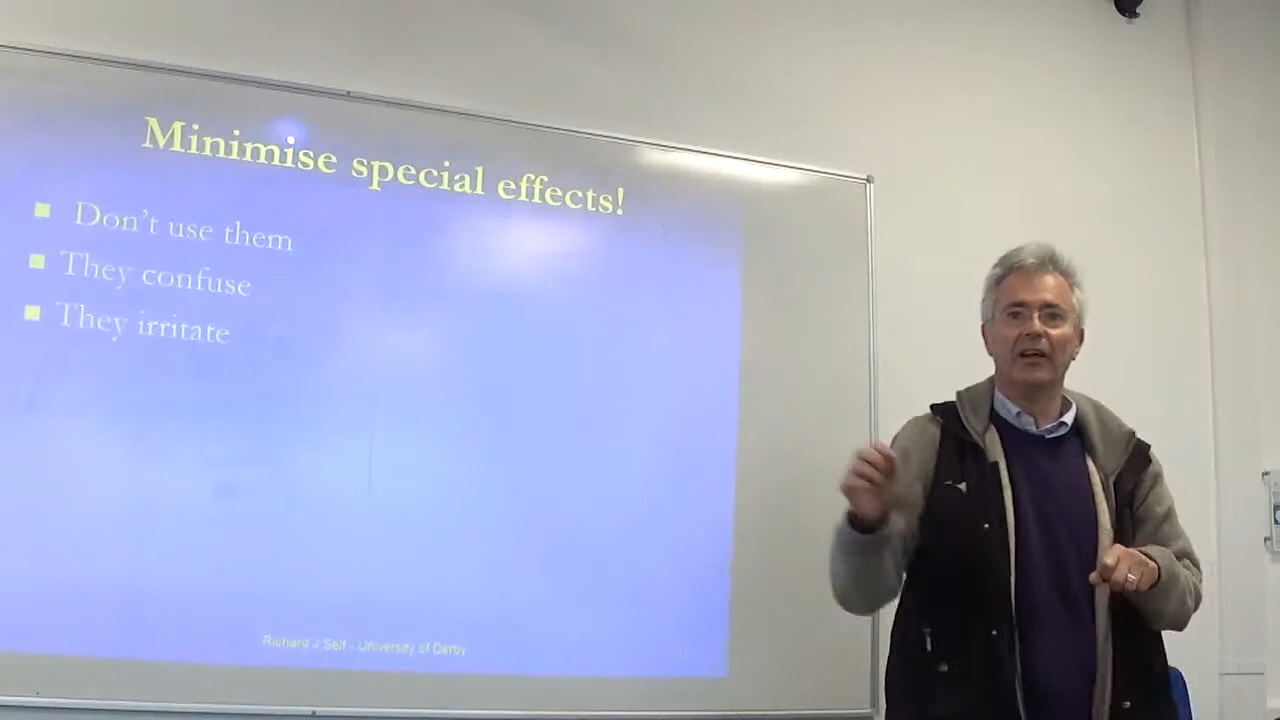 Minimise special effects!
Don't use them
They confuse
They irritate
Richard J Self - University of Derby